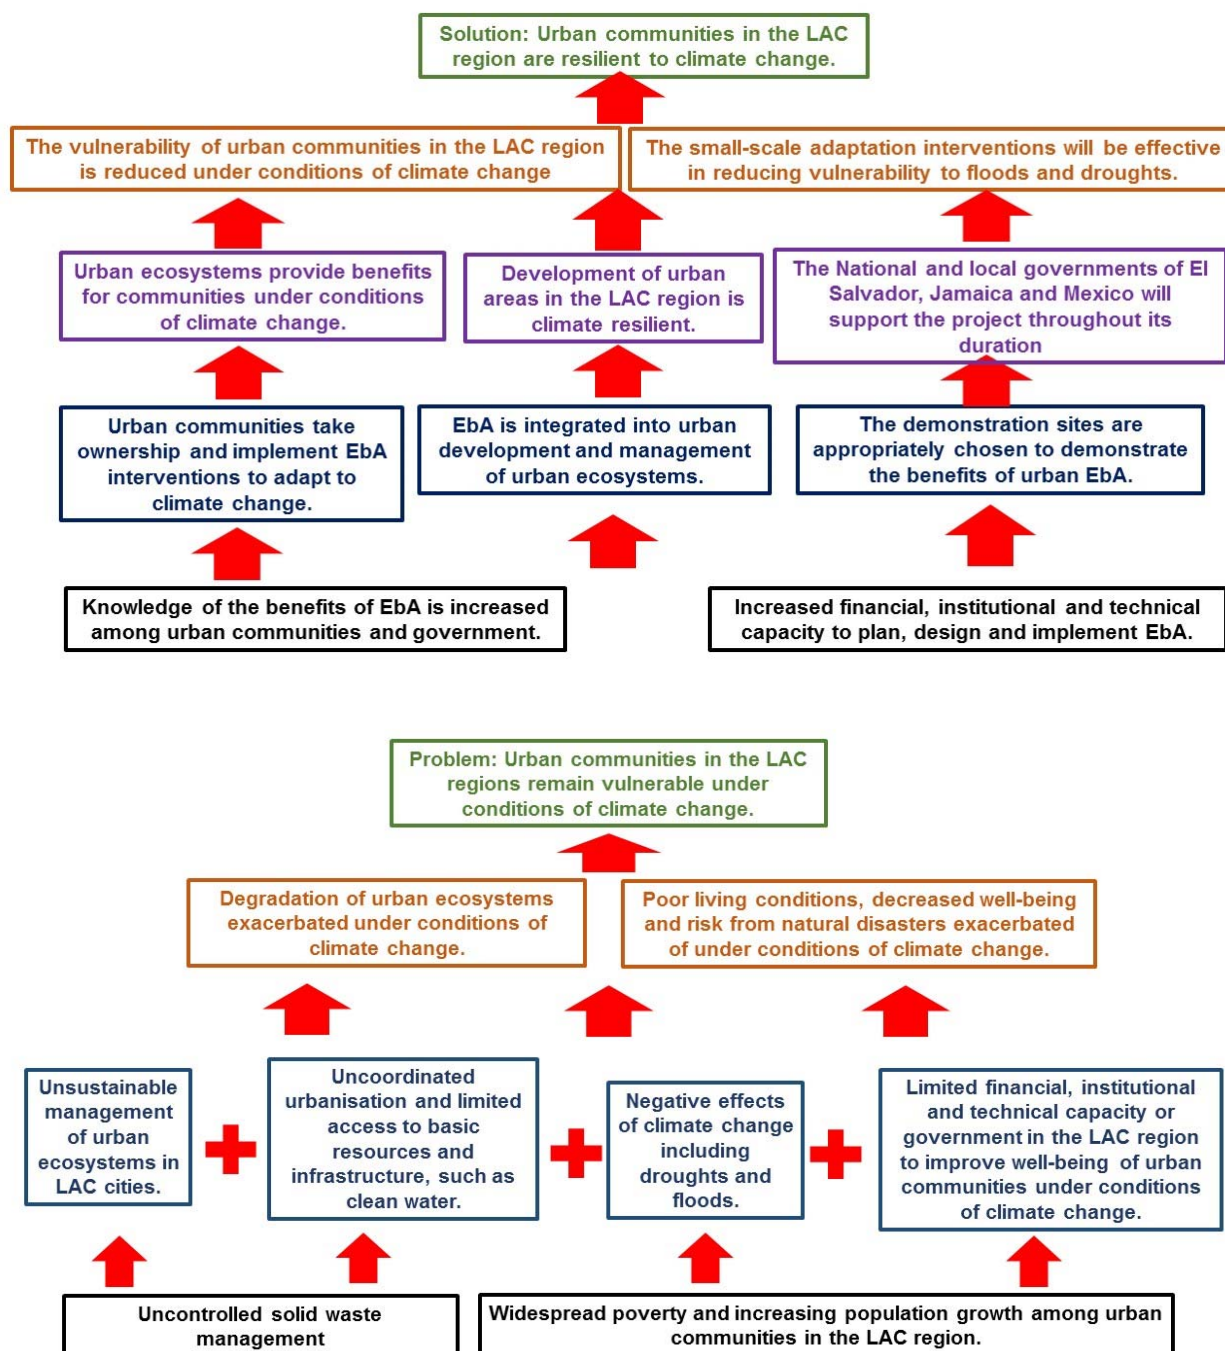 Solution: Urban communities in the LAC
region are resilient to climate change.
The vulnerability of urban communities in the LAC region
is reduced under conditions of climate change
The small-scale adaptation interventions will be effective
in reducing vulnerability to floods and droughts.
Urban ecosystems provide benefits
for communities under conditions
of climate change.
Development of urban
areas in the LAC region is
climate resilient.
The National and local governments of El
Salvador, Jamaica and Mexico will
support the project throughout its
duration
Urban communities take
ownership and implement EbA
interventions to adapt to
climate change.
EbA is integrated into urban
development and management
of urban ecosystems.
The demonstration sites are
appropriately chosen to demonstrate
the benefits of urban EbA.
Knowledge of the benefits of EbA is increased
among urban communities and government.
Increased financial, institutional and technical
capacity to plan, design and implement EbA.
Problem: Urban communities in the LAC
regions remain vulnerable under
conditions of climate change.
Degradation of urban ecosystems
exacerbated under conditions of
climate change.
Poor living conditions, decreased well-being
and risk from natural disasters exacerbated
of under conditions of climate change.
Unsustainable
management
of urban
ecosystems in
LAC cities.
Uncoordinated
urbanisation and limited
access to basic
resources and
infrastructure, such as
clean water.
Negative effects
of climate change
including
droughts and
floods.
Limited financial, institutional
and technical capacity or
government in the LAC region
to improve well-being of urban
communities under conditions
of climate change.
Uncontrolled solid waste
management
Widespread poverty and increasing population growth among urban
communities in the LAC region.